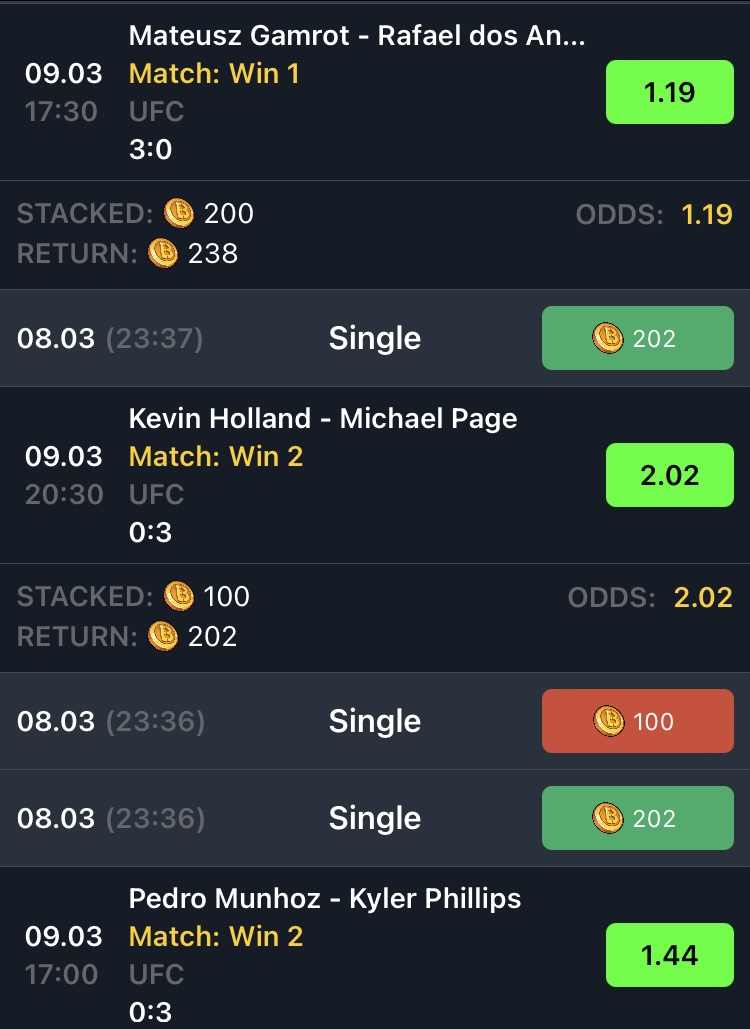 Mateusz Gamrot - Rafael dos An...
09.03 Match: Win 1 1.19
17:30 UFC
3:0
STACKED: 200 ODDS: 1.19
RETURN: 238
08.03 (23:37) Single 202
Kevin Holland - Michael Page
09.03 Match: Win 2 2.02
20:30 UFC
0:3
STACKED: 100 ODDS: 2.02
RETURN: 202
08.03 (23:36) Single 100
08.03 (23:36) Single 202
Pedro Munhoz - Kyler Phillips
09.03 Match: Win 2 1.44
17:00 UFC
0:3